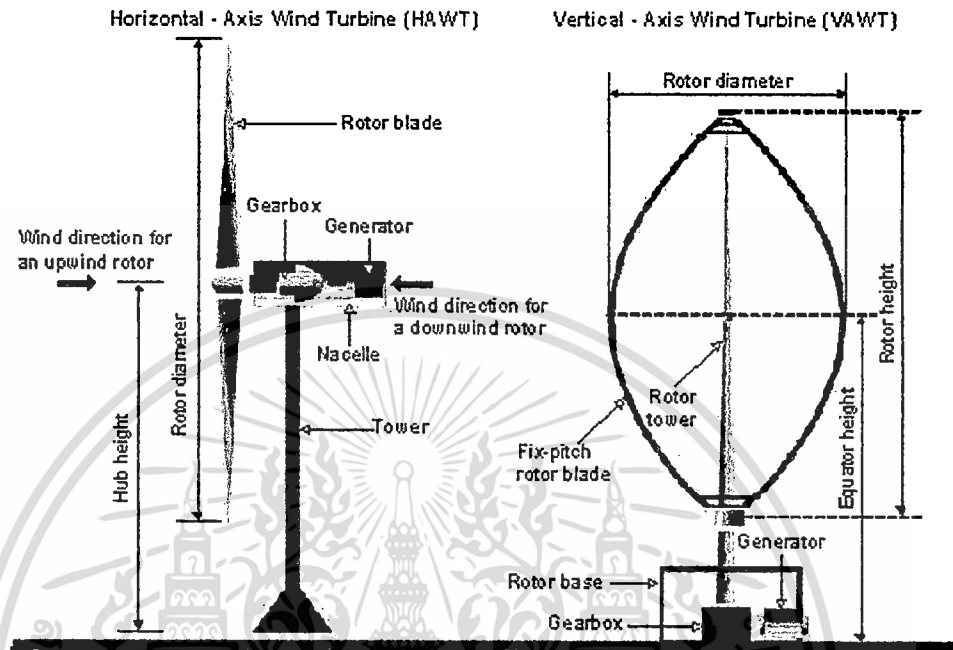 Horizontal - Axis Wind Turbine (HAWT)
Vertical - Axis Wind Turbine (VAWT)
Rotor diameter
Rotor blade
Gearbox
Generator
Wind direction for
an upwind rotor
Wind direction for
a downwind rotor
Nacelle
Rotor diameter
Hub height
Tower
Rotor height
Rotor
tower
Equator height
Fix-pitch
rotor blade
Generator
Rotor base
Gearbox